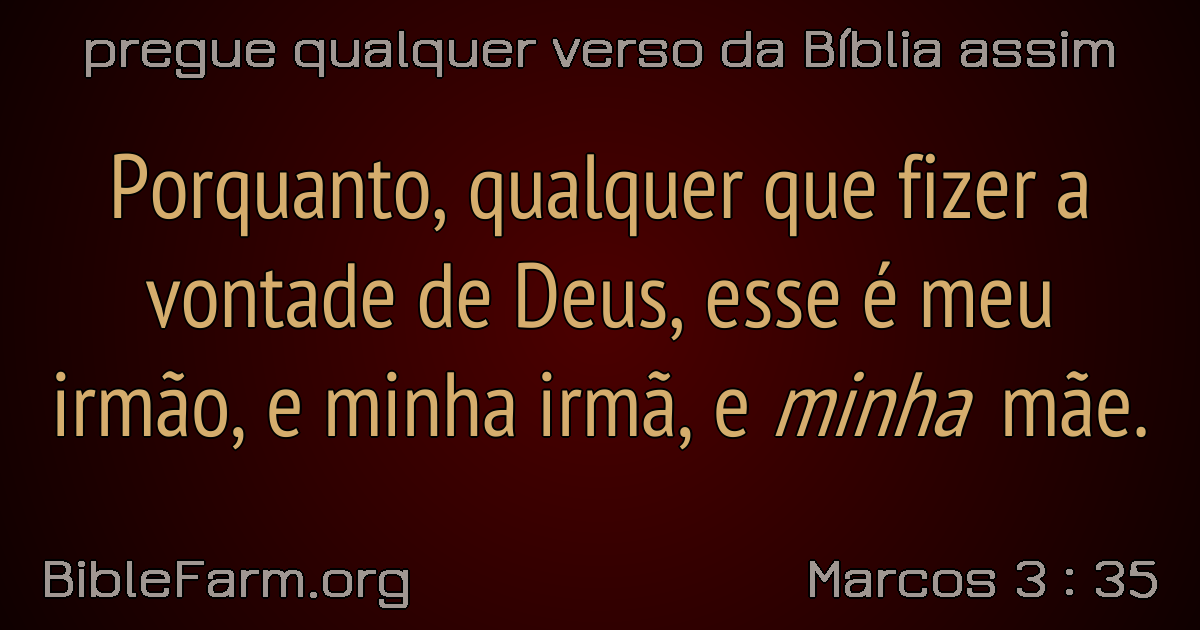 pregue qualquer verso da Bíblia assim
Porquanto, qualquer que fizer a
vontade de Deus, esse é meu
irmão, e minha irmã, e minha mãe.
BibleFarm.org
Marcos 3 : 35